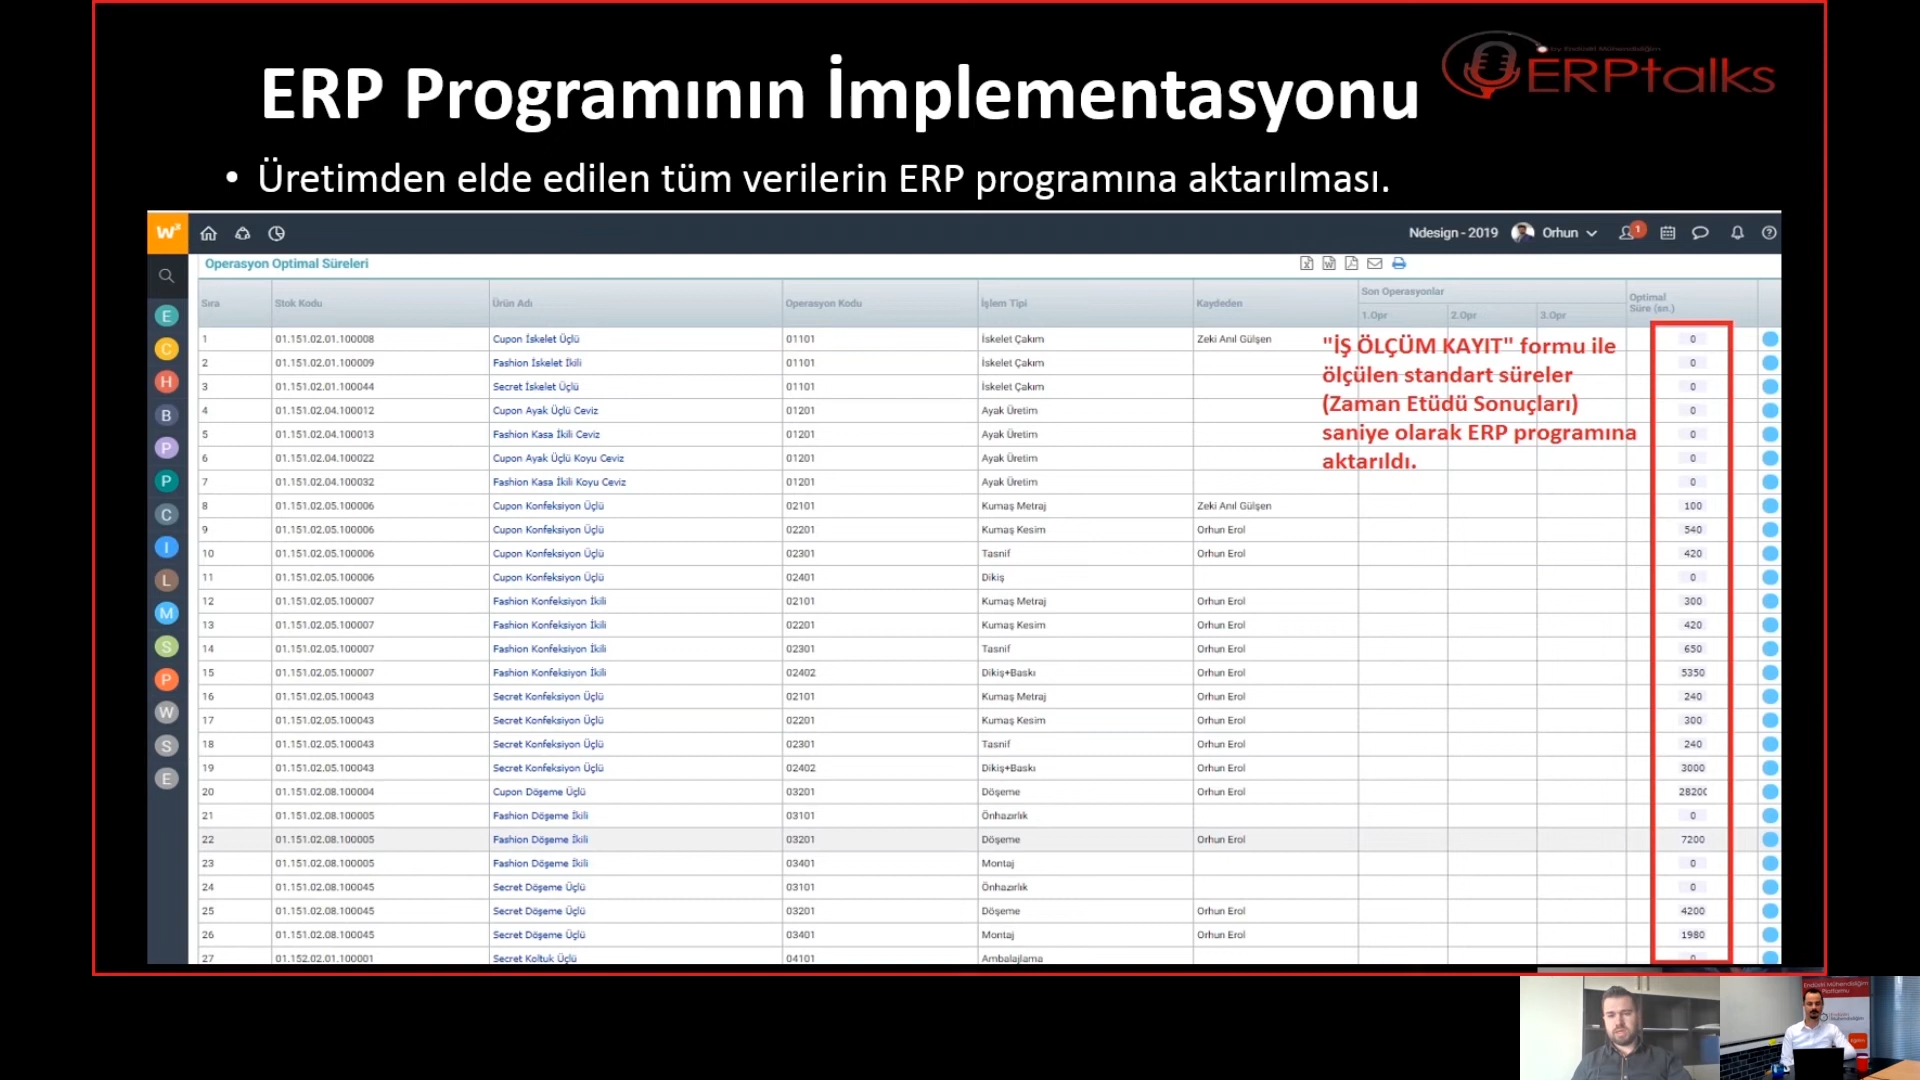 ERP Programının İmplementasyonu
by Endüstri Mühendisliğim
ERPtalks
• Üretimden elde edilen tüm verilerin ERP programına aktarılması.
w³ Ndesign - 2019 Orhun 1
Operasyon Optimal Süreleri
Sıra Stok Kodu Ürün Adı Operasyon Kodu İşlem Tipi Kaydeden Son Operasyonlar Optimal Süre (sn.)
1.Opr 2.Opr 3.Opr
1 01.151.02.01.100008 Cupon İskelet Üçlü 01101 İskelet Çakım Zeki Anıl Gülşen 0
2 01.151.02.01.100009 Fashion İskelet İkili 01101 İskelet Çakım 0
3 01.151.02.01.100044 Secret İskelet Üçlü 01101 İskelet Çakım 0
4 01.151.02.04.100012 Cupon Ayak Üçlü Ceviz 01201 Ayak Üretim 0
5 01.151.02.04.100013 Fashion Kasa İkili Ceviz 01201 Ayak Üretim 0
6 01.151.02.04.100022 Cupon Ayak Üçlü Koyu Ceviz 01201 Ayak Üretim 0
7 01.151.02.04.100032 Fashion Kasa İkili Koyu Ceviz 01201 Ayak Üretim 0
8 01.151.02.05.100006 Cupon Konfeksiyon Üçlü 02101 Kumaş Metraj Zeki Anıl Gülşen 100
9 01.151.02.05.100006 Cupon Konfeksiyon Üçlü 02201 Kumaş Kesim Orhun Erol 540
10 01.151.02.05.100006 Cupon Konfeksiyon Üçlü 02301 Tasnif Orhun Erol 420
11 01.151.02.05.100006 Cupon Konfeksiyon Üçlü 02401 Dikiş 0
12 01.151.02.05.100007 Fashion Konfeksiyon İkili 02101 Kumaş Metraj Orhun Erol 300
13 01.151.02.05.100007 Fashion Konfeksiyon İkili 02201 Kumaş Kesim Orhun Erol 420
14 01.151.02.05.100007 Fashion Konfeksiyon İkili 02301 Tasnif Orhun Erol 650
15 01.151.02.05.100007 Fashion Konfeksiyon İkili 02402 Dikiş+Baskı Orhun Erol 5350
16 01.151.02.05.100043 Secret Konfeksiyon Üçlü 02101 Kumaş Metraj Orhun Erol 240
17 01.151.02.05.100043 Secret Konfeksiyon Üçlü 02201 Kumaş Kesim Orhun Erol 300
18 01.151.02.05.100043 Secret Konfeksiyon Üçlü 02301 Tasnif Orhun Erol 240
19 01.151.02.05.100043 Secret Konfeksiyon Üçlü 02402 Dikiş+Baskı Orhun Erol 3000
20 01.151.02.08.100004 Cupon Döşeme Üçlü 03201 Döşeme Orhun Erol 2820
21 01.151.02.08.100005 Fashion Döşeme İkili 03101 Önhazırlık 0
22 01.151.02.08.100005 Fashion Döşeme İkili 03201 Döşeme Orhun Erol 7200
23 01.151.02.08.100005 Fashion Döşeme İkili 03401 Montaj 0
24 01.151.02.08.100045 Secret Döşeme Üçlü 03101 Önhazırlık 0
25 01.151.02.08.100045 Secret Döşeme Üçlü 03201 Döşeme Orhun Erol 4200
26 01.151.02.08.100045 Secret Döşeme Üçlü 03401 Montaj Orhun Erol 1980
27 01.152.02.01.100001 Secret Koltuk Üçlü 04101 Ambalajlama 0
"İŞ ÖLÇÜM KAYIT" formu ile
ölçülen standart süreler
(Zaman Etüdü Sonuçları)
saniye olarak ERP programına
aktarıldı.
E
C
H
B
P
P
C
I
L
M
S
P
W
S
E
Endüstri Mühendisliğim
Platformu